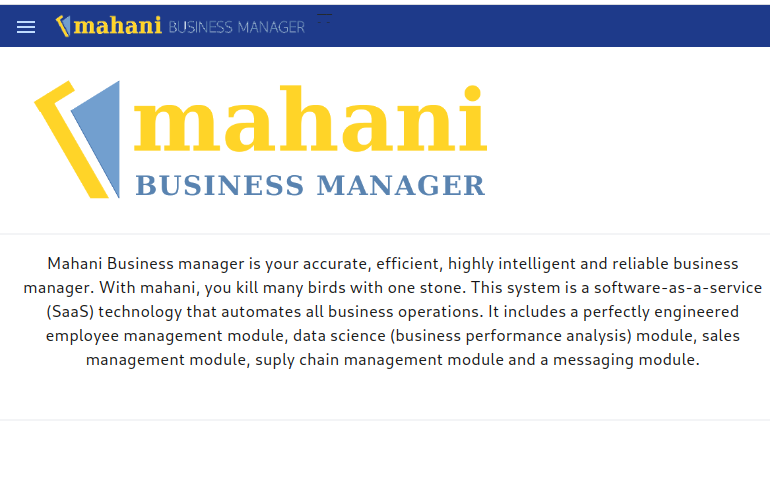 mahani BUSINESS MANAGER
mahani
BUSINESS MANAGER
Mahani Business manager is your accurate, efficient, highly intelligent and reliable business
manager. With mahani, you kill many birds with one stone. This system is a software-as-a-service
(SaaS) technology that automates all business operations. It includes a perfectly engineered
employee management module, data science (business performance analysis) module, sales
management module, suply chain management module and a messaging module.